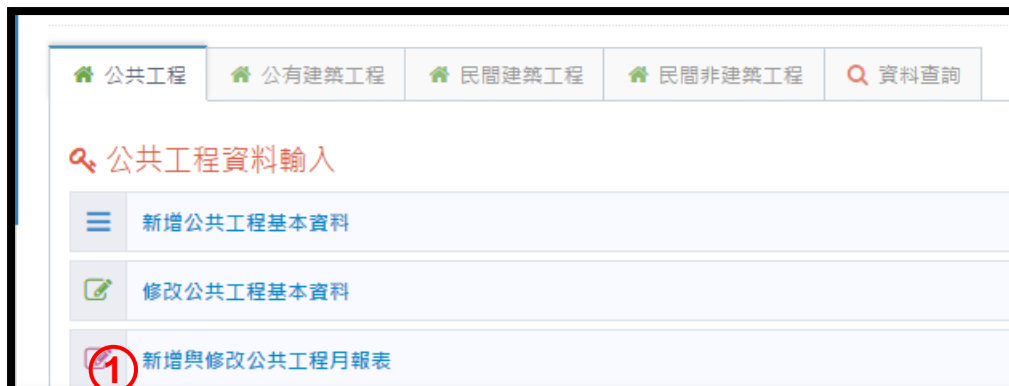 公共工程 公有建築工程 民間建築工程 民間非建築工程 資料查詢
公共工程資料輸入
新增公共工程基本資料
修改公共工程基本資料
1 新增與修改公共工程月報表